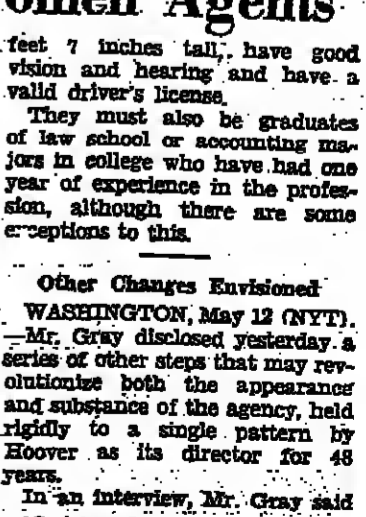 omen Agents
feet 7 inches tall, have good
vision and hearing and have a
valid driver's license.
They must also be graduates
of law school or accounting ma-
jors in college who have had one
year of experience in the profes-
sion, although there are some
exceptions to this.
Other Changes Envisioned
WASHINGTON, May 12 (NYT).
—Mr. Gray disclosed yesterday a
series of other steps that may rev-
olutionize both the appearance
and substance of the agency, held
rigidly to a single pattern by
Hoover as its director for 48
years.
In an interview, Mr. Gray said